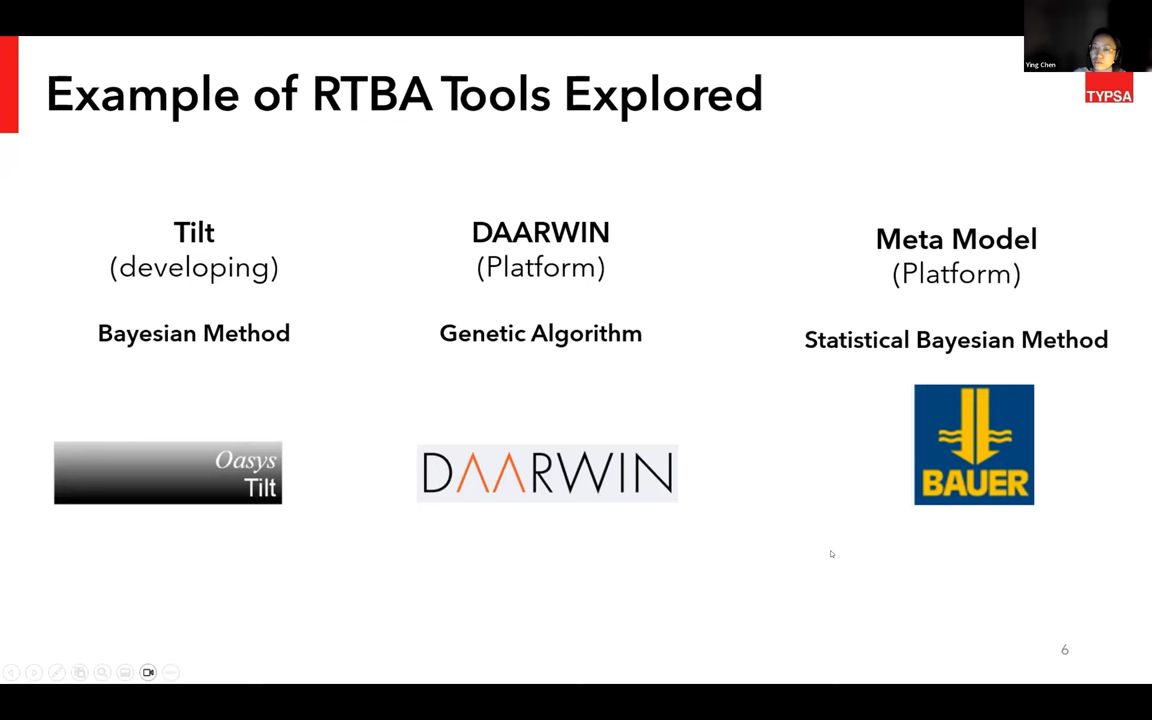 Ying Chen
TYPSA
Example of RTBA Tools Explored
Tilt
(developing)
Bayesian Method
Oasys
Tilt
DAARWIN
(Platform)
Genetic Algorithm
DAARWIN
Meta Model
(Platform)
Statistical Bayesian Method
BAUER
6